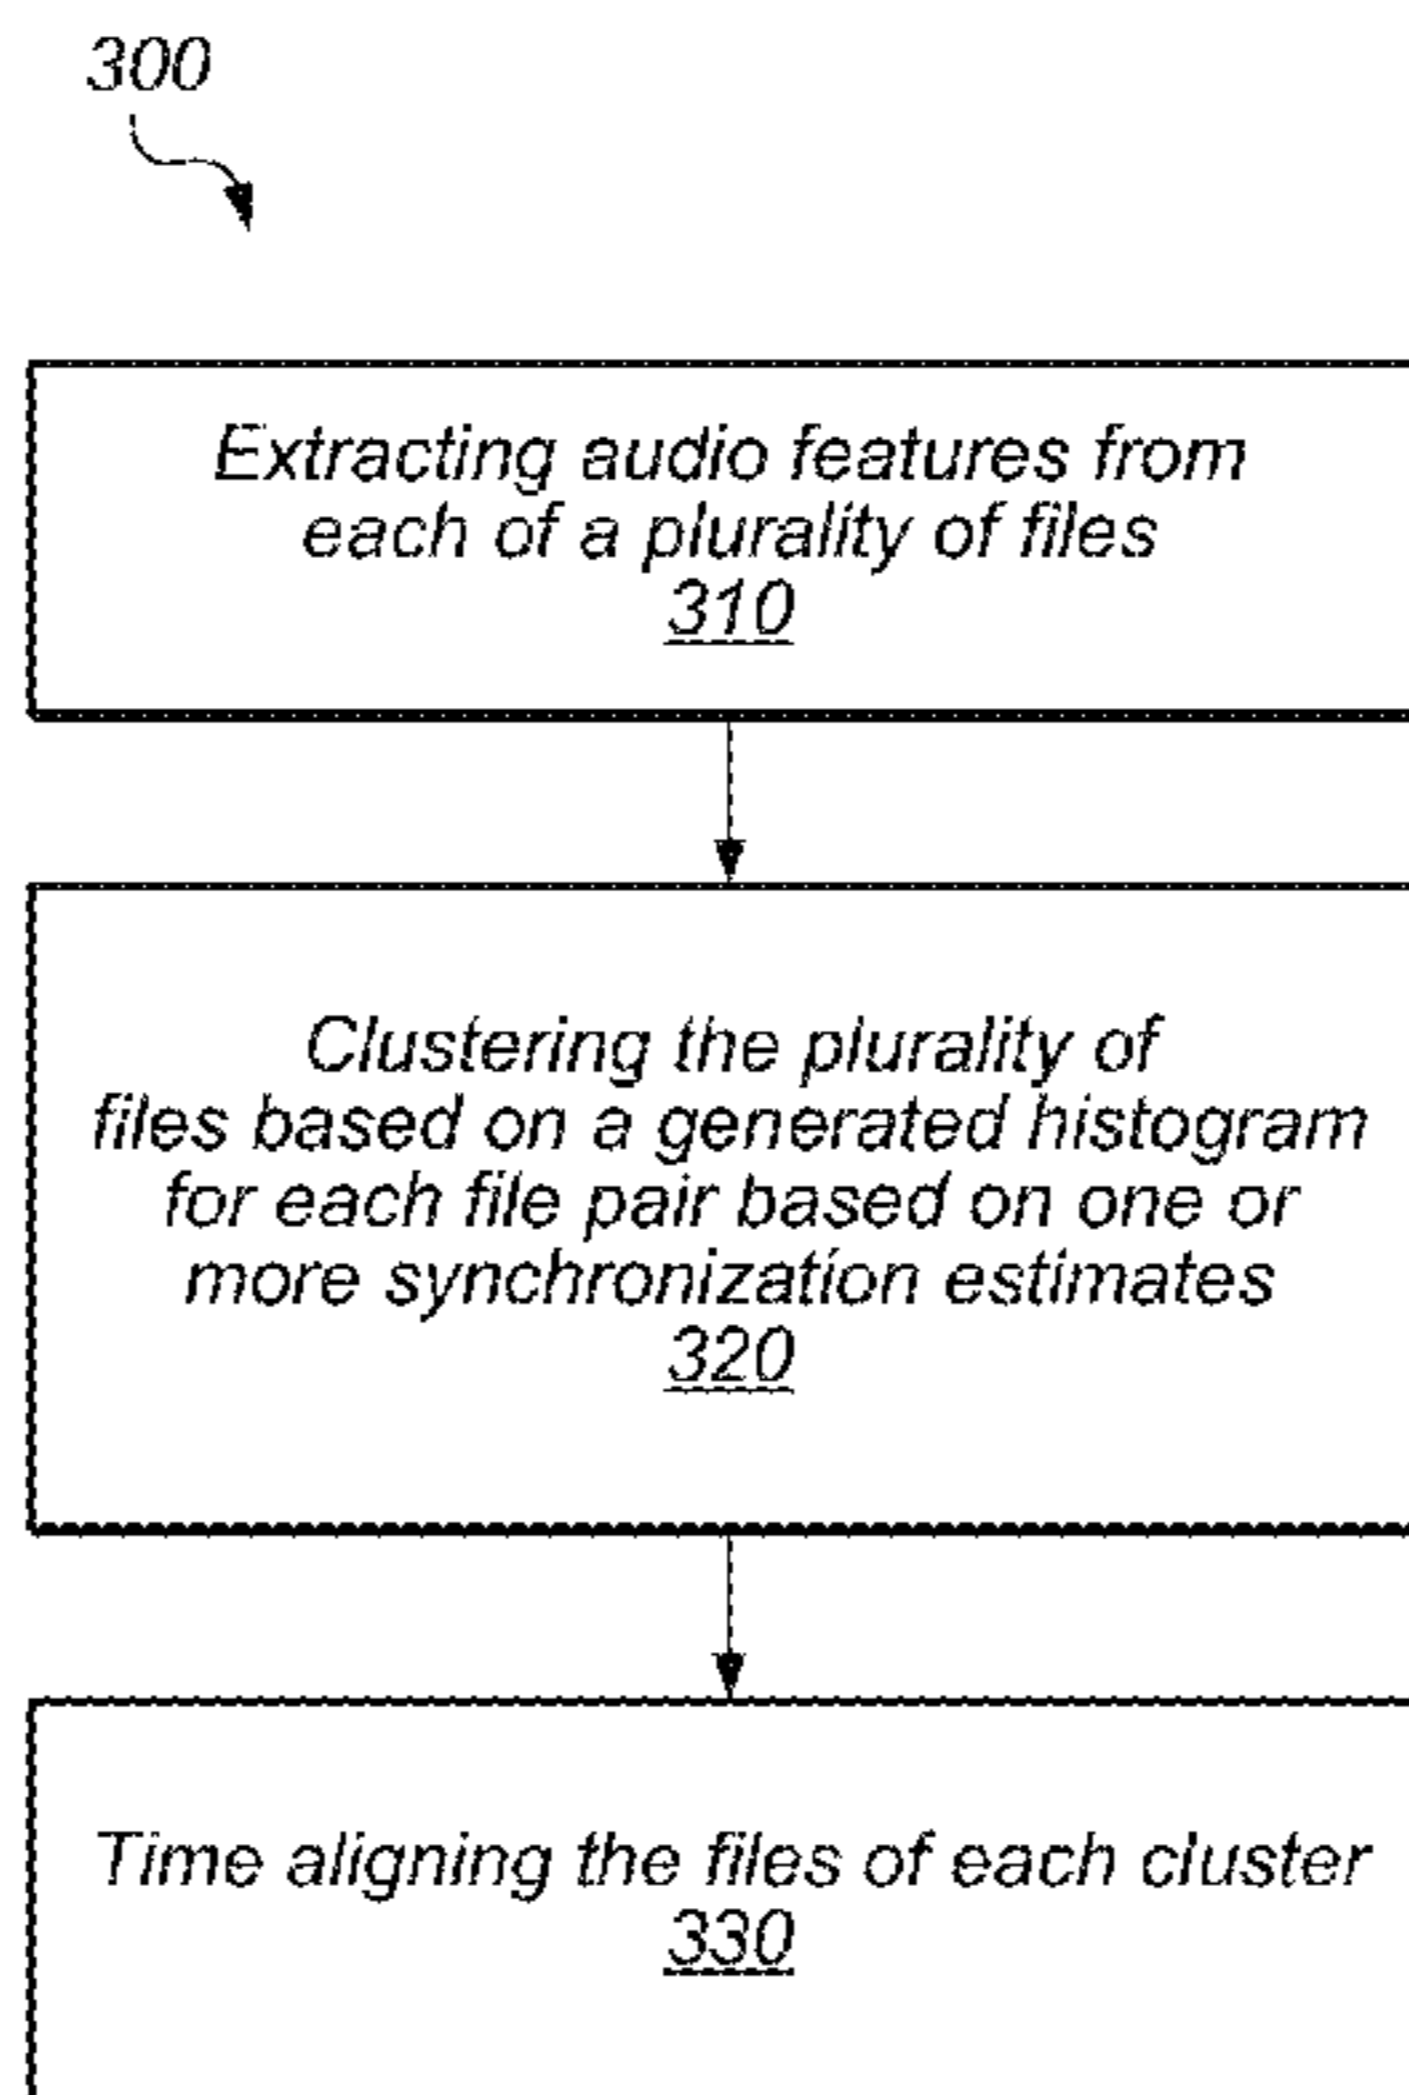 300
Extracting audio features from
each of a plurality of files
310
Clustering the plurality of
files based on a generated histogram
for each file pair based on one or
more synchronization estimates
320
Time aligning the files of each cluster
330